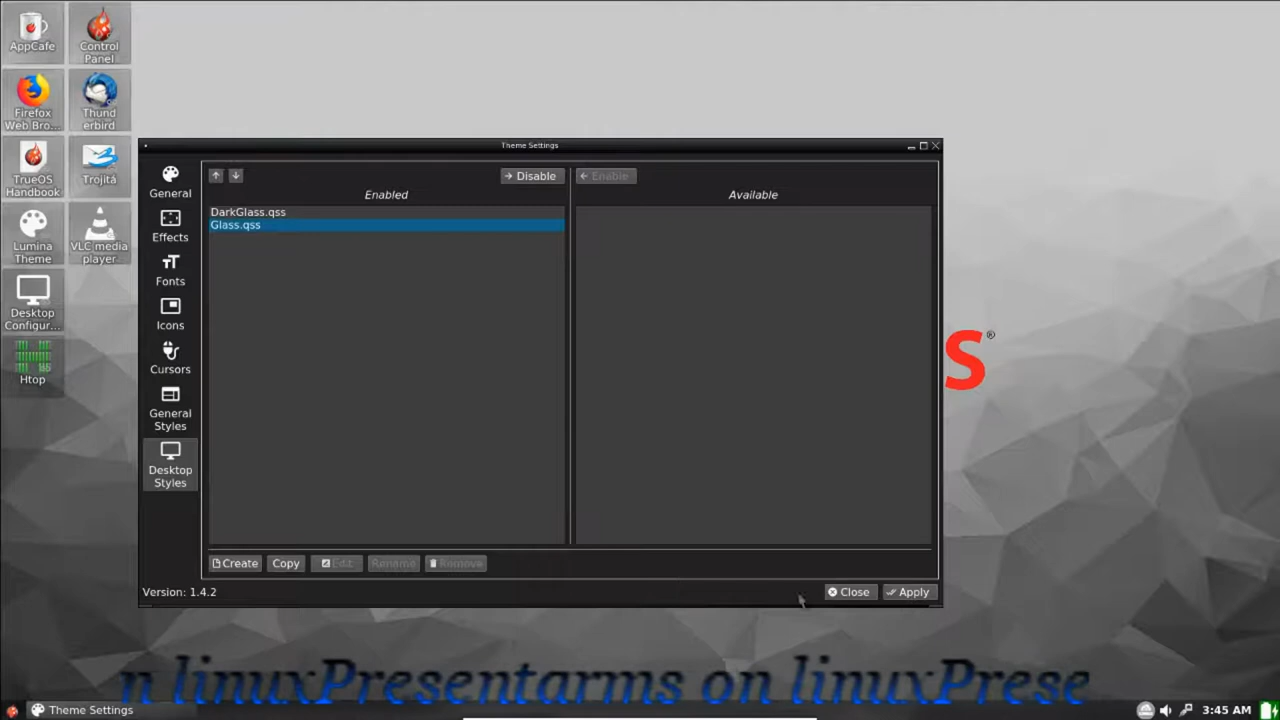 AppCafe
Control
Panel
Firefox
Web Bro...
Thund
erbird
TrueOS
Handbook
Trojitá
Lumina
Theme
VLC media
player
Desktop
Configur...
Htop
Theme Settings
General
Effects
Fonts
Icons
Cursors
General
Styles
Desktop
Styles
Disable
Enable
Enabled
Available
DarkGlass.qss
Glass.qss
Create
Copy
Edit
Rename
Remove
Version: 1.4.2
Close
Apply
S®
n linuxPresentarms on linuxPrese
Theme Settings
3:45 AM